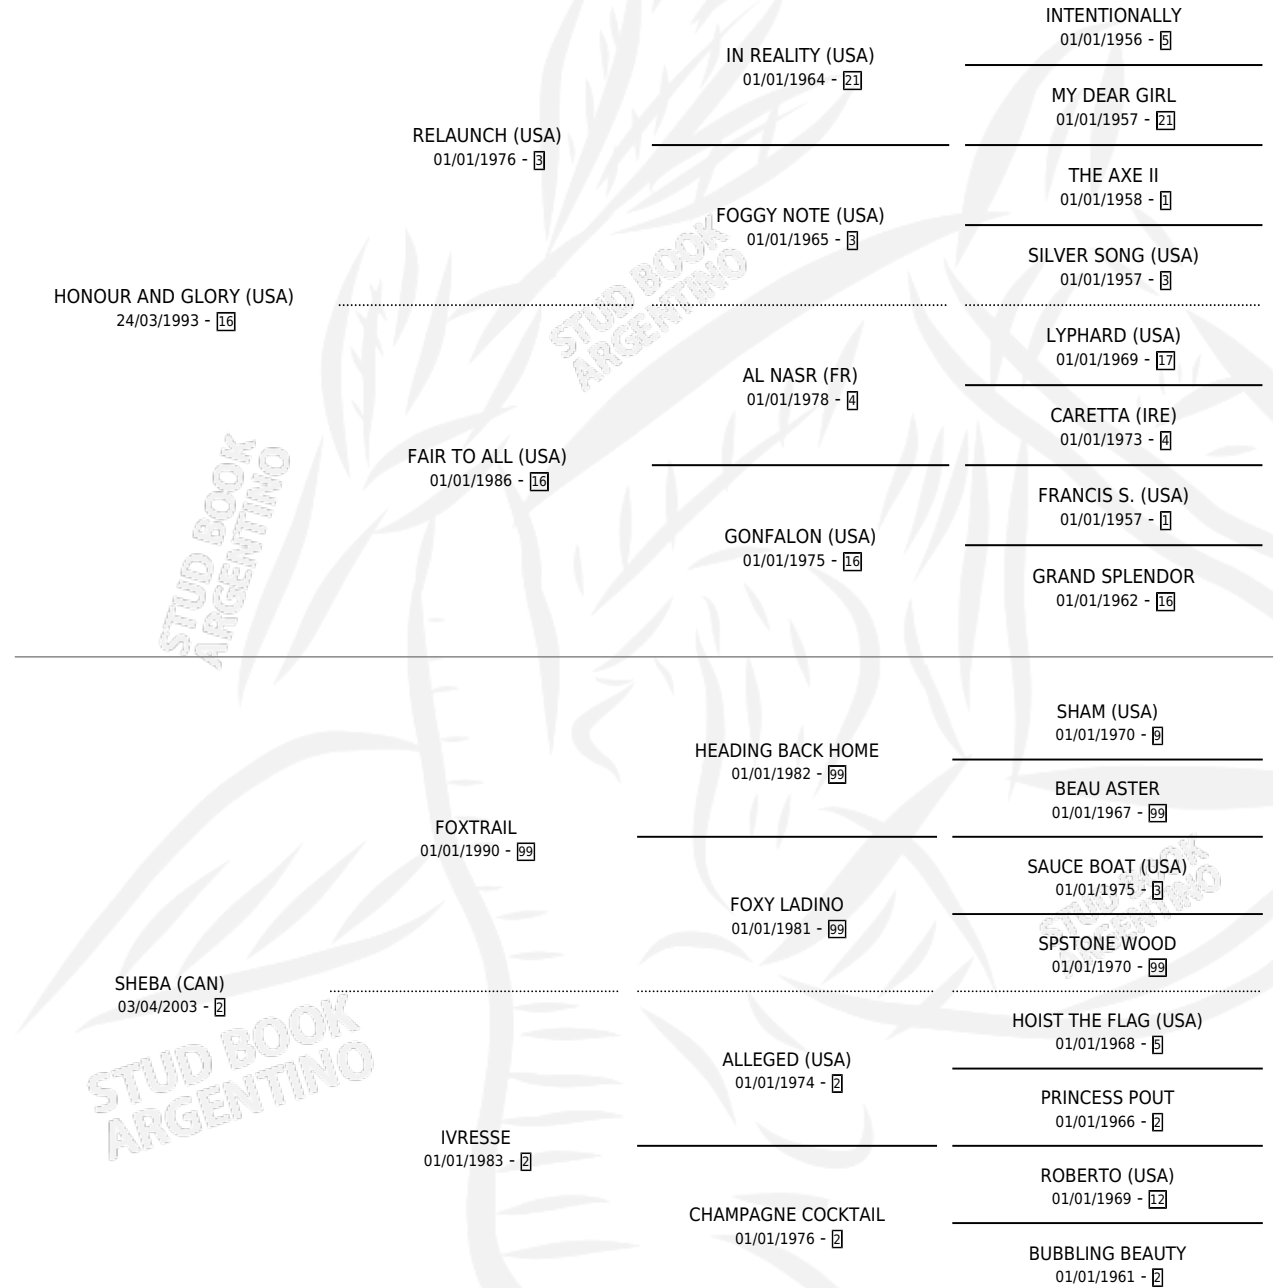 INTENTIONALLY
01/01/1956 - 5
IN REALITY (USA)
01/01/1964 - 21
MY DEAR GIRL
01/01/1957 - 21
RELAUNCH (USA)
01/01/1976 - 3
THE AXE II
01/01/1958 - 1
FOGGY NOTE (USA)
01/01/1965 - 3
SILVER SONG (USA)
01/01/1957 - 3
HONOUR AND GLORY (USA)
24/03/1993 - 16
STUD BOOK
ARGENTINO
LYPHARD (USA)
01/01/1969 - 17
AL NASR (FR)
01/01/1978 - 4
CARETTA (IRE)
01/01/1973 - 4
FAIR TO ALL (USA)
01/01/1986 - 16
FRANCIS S. (USA)
01/01/1957 - 1
GONFALON (USA)
01/01/1975 - 16
GRAND SPLENDOR
01/01/1962 - 16
STUD BOOK
ARGENTINO
SHAM (USA)
01/01/1970 - 9
HEADING BACK HOME
01/01/1982 - 99
BEAU ASTER
01/01/1967 - 99
FOXTRAIL
01/01/1990 - 99
SAUCE BOAT (USA)
01/01/1975 - 3
FOXY LADINO
01/01/1981 - 99
SPSTONE WOOD
01/01/1970 - 99
STUD BOOK
ARGENTINO
SHEBA (CAN)
03/04/2003 - 2
HOIST THE FLAG (USA)
01/01/1968 - 5
ALLEGED (USA)
01/01/1974 - 2
PRINCESS POUT
01/01/1966 - 2
STUD BOOK
ARGENTINO
IVRESSE
01/01/1983 - 2
ROBERTO (USA)
01/01/1969 - 12
CHAMPAGNE COCKTAIL
01/01/1976 - 2
BUBBLING BEAUTY
01/01/1961 - 2